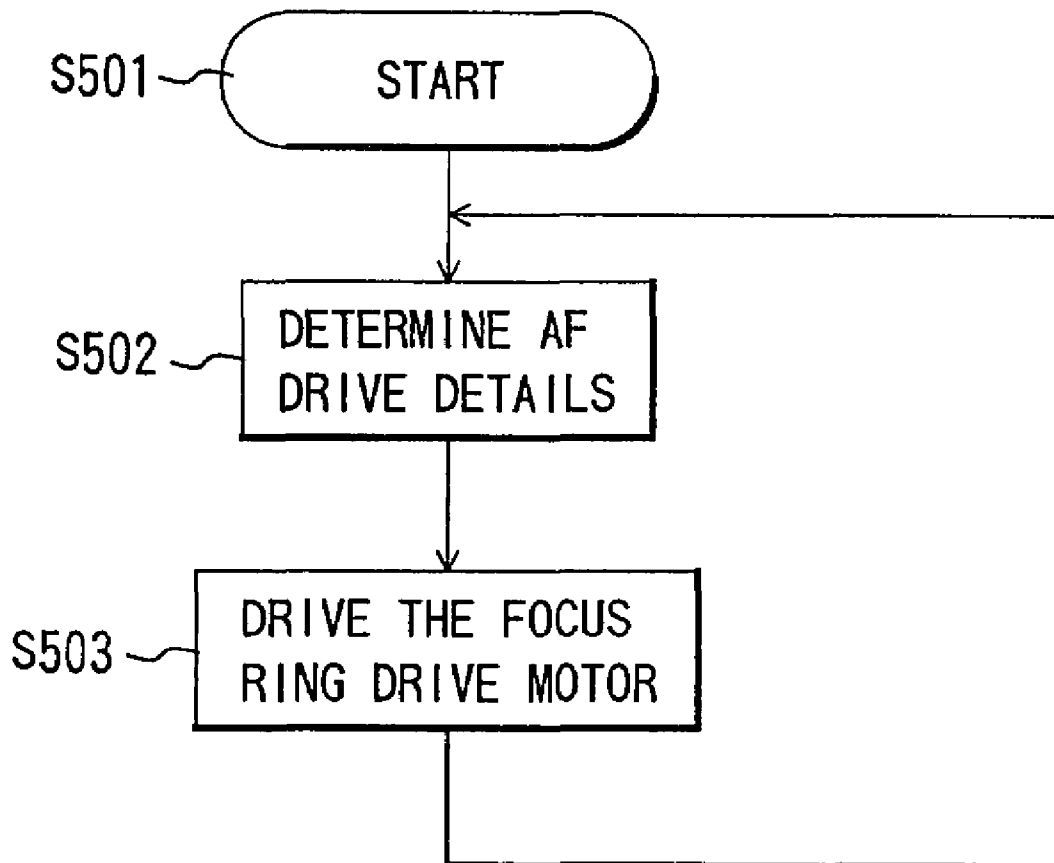 S501
START
S502
DETERMINE AF
DRIVE DETAILS
S503
DRIVE THE FOCUS
RING DRIVE MOTOR